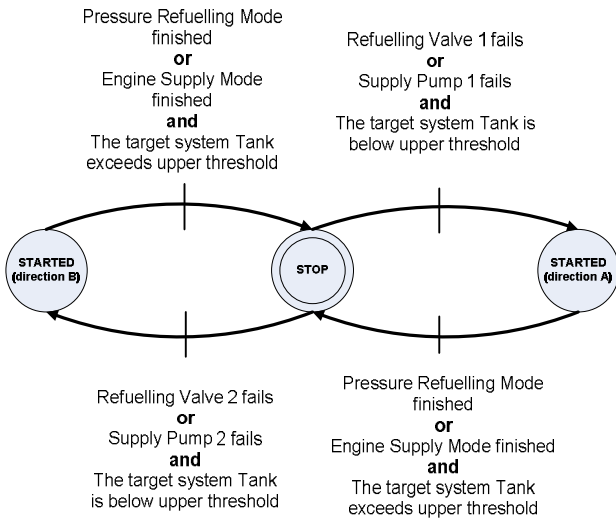 Pressure Refuelling Mode
finished
or
Engine Supply Mode
finished
and
The target system Tank
exceeds upper threshold
Refuelling Valve 1 fails
or
Supply Pump 1 fails
and
The target system Tank is
below upper threshold
STARTED
(direction B)
STOP
STARTED
(direction A)
Refuelling Valve 2 fails
or
Supply Pump 2 fails
and
The target system Tank
is below upper threshold
Pressure Refuelling Mode
finished
or
Engine Supply Mode finished
and
The target system Tank
exceeds upper threshold